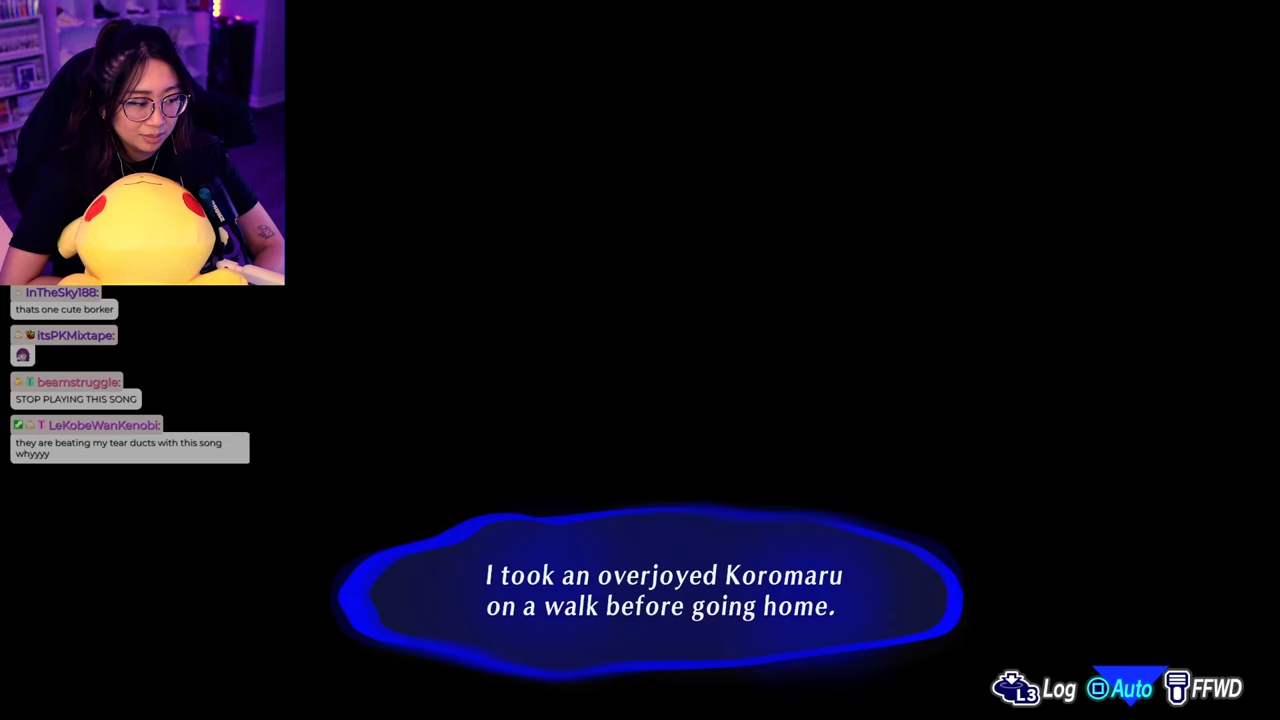 InTheSky188:
thats one cute borker
itsPKMixtape:
beamstruggle:
STOP PLAYING THIS SONG
LeKobeWanKenobi:
they are beating my tear ducts with this song
whyyyy
I took an overjoyed Koromaru
on a walk before going home.
L3 Log Auto FFWD